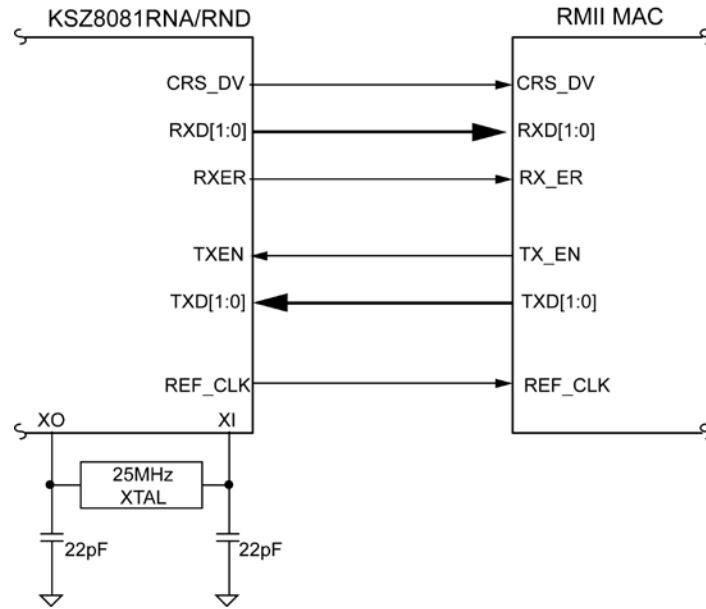 KSZ8081RNA/RND
RMII MAC
CRS_DV
CRS_DV
RXD[1:0]
RXD[1:0]
RXER
RX_ER
TXEN
TX_EN
TXD[1:0]
TXD[1:0]
REF_CLK
REF_CLK
XO
XI
25MHz
XTAL
22pF
22pF